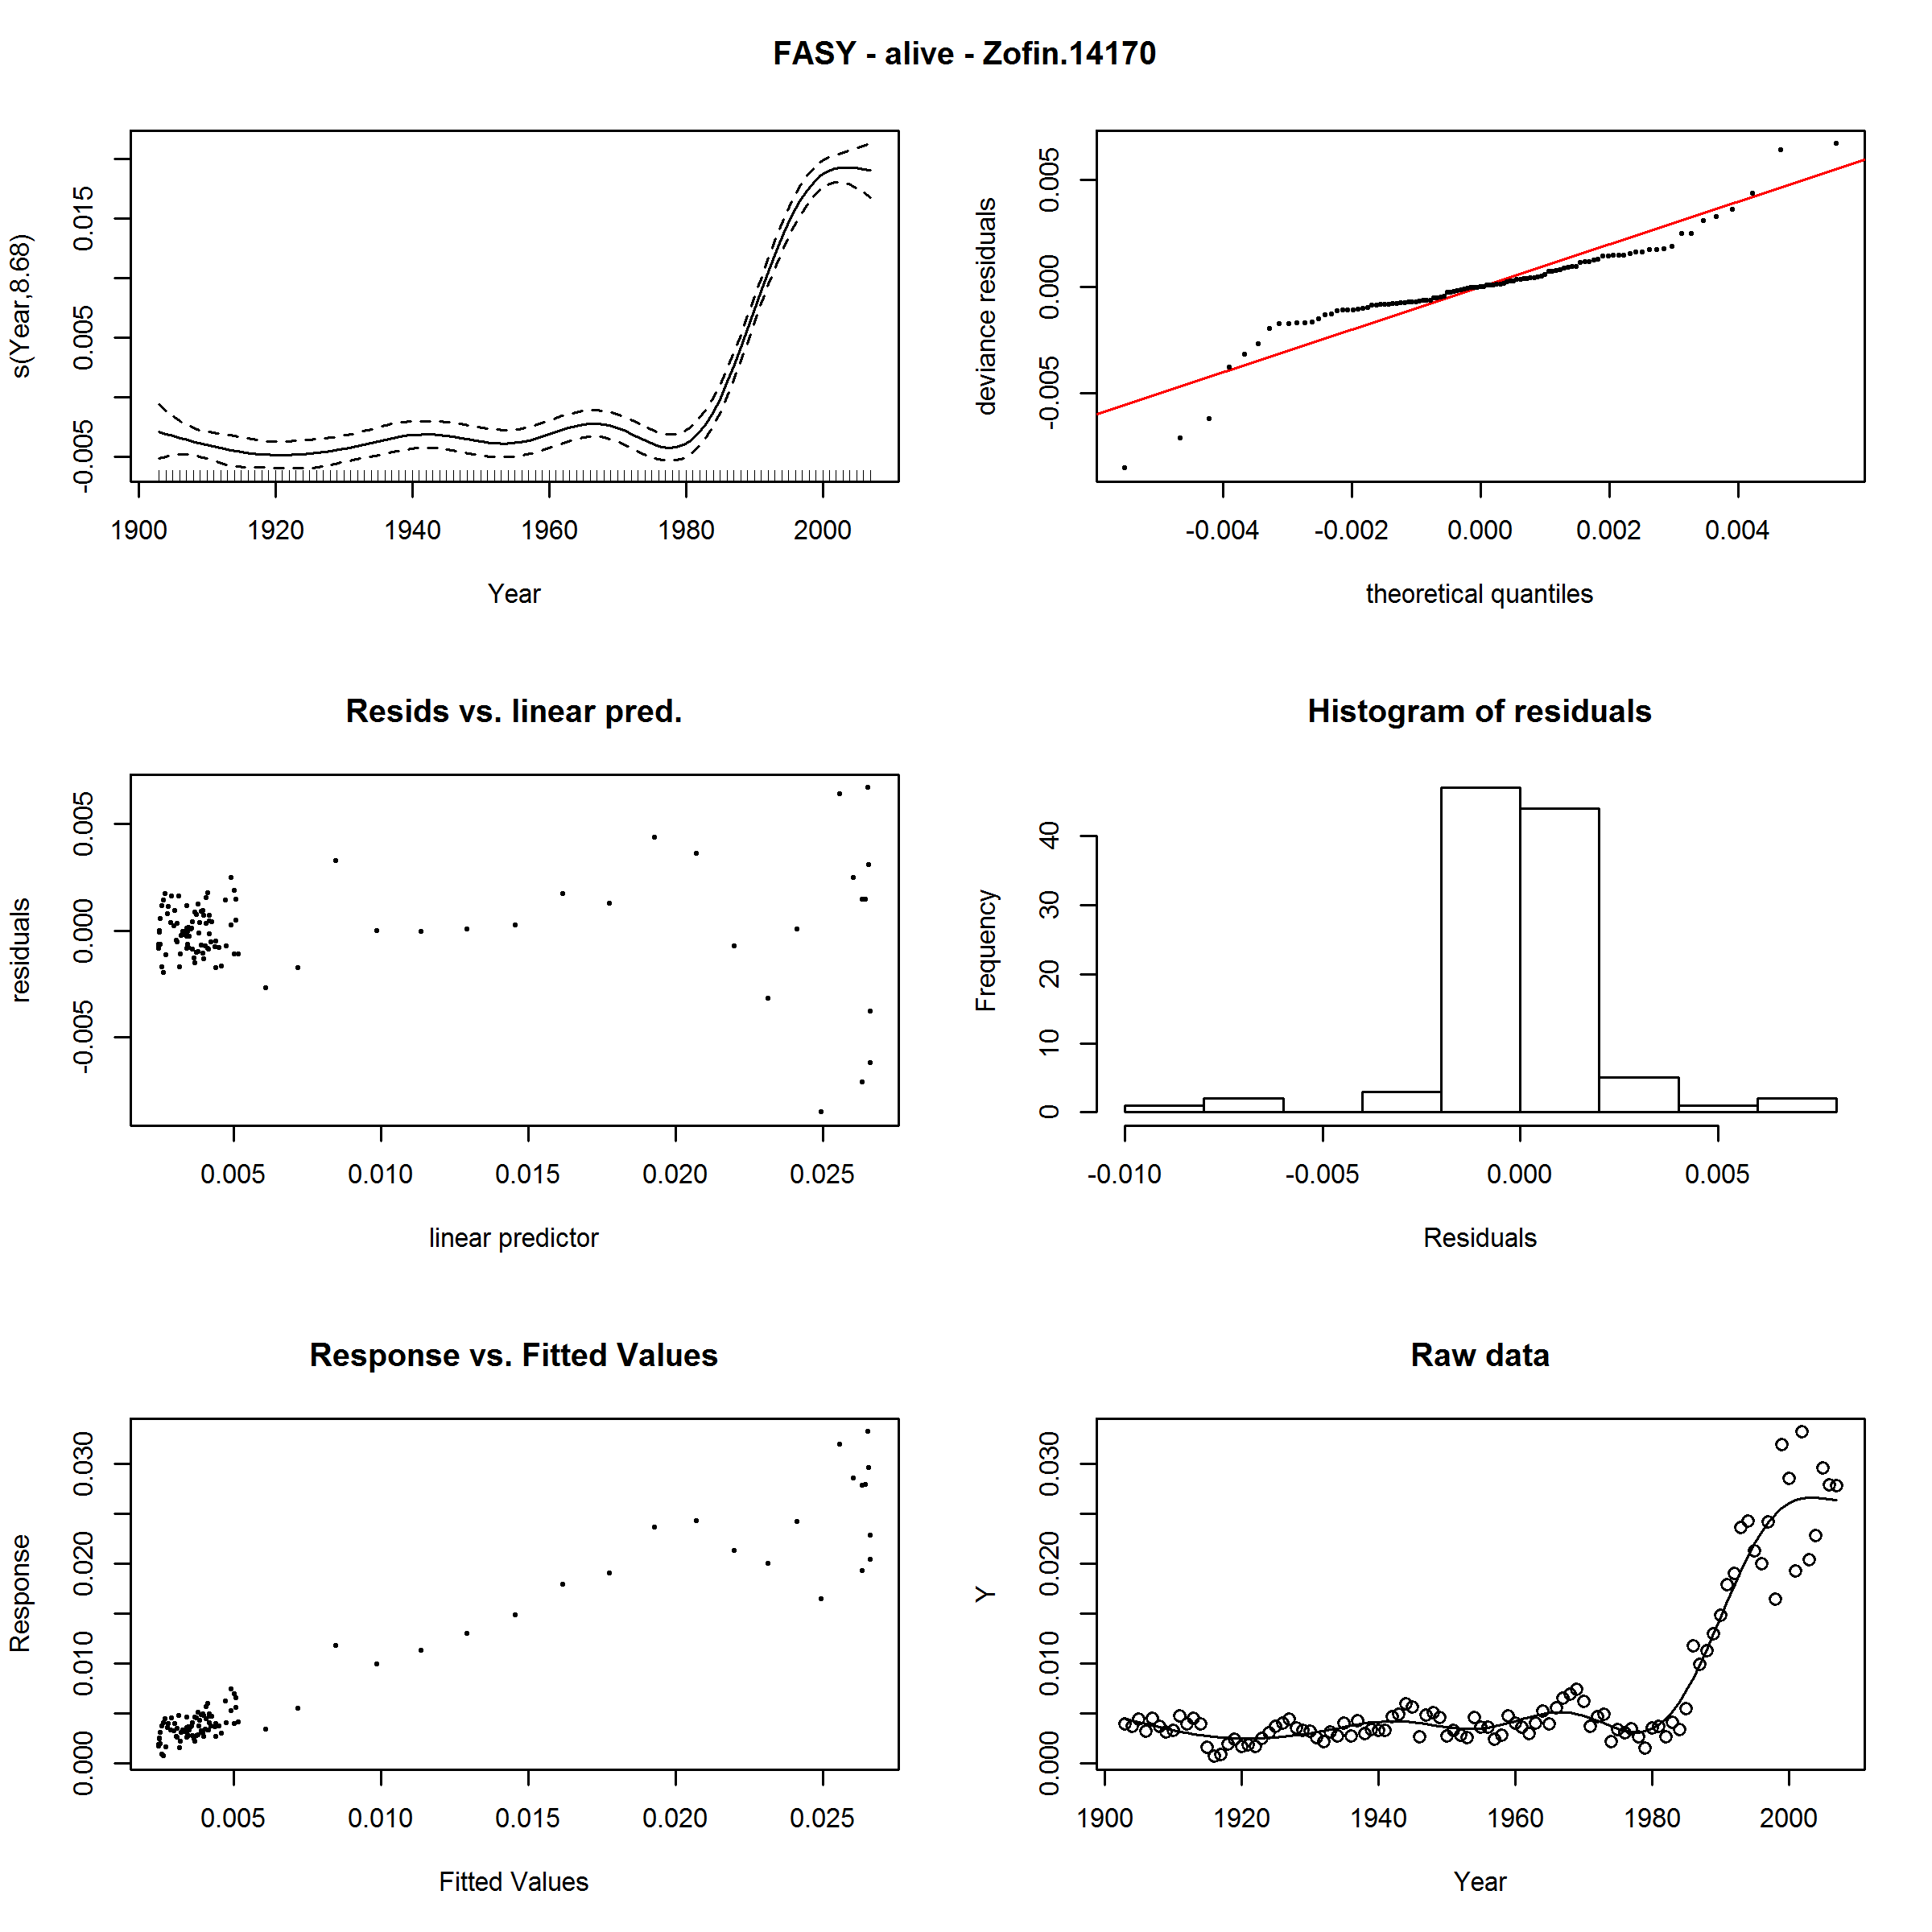 FASY - alive - Zofin.14170
s(Year,8.68)
-0.005 0.005 0.015
1900 1920 1940 1960 1980 2000
Year
deviance residuals
-0.005 0.000 0.005
-0.004 -0.002 0.000 0.002 0.004
theoretical quantiles
Resids vs. linear pred.
residuals
-0.005 0.000 0.005
0.005 0.010 0.015 0.020 0.025
linear predictor
Histogram of residuals
Frequency
0 10 20 30 40
-0.010 -0.005 0.000 0.005
Residuals
Response vs. Fitted Values
Response
0.000 0.010 0.020 0.030
0.005 0.010 0.015 0.020 0.025
Fitted Values
Raw data
Y
0.000 0.010 0.020 0.030
1900 1920 1940 1960 1980 2000
Year